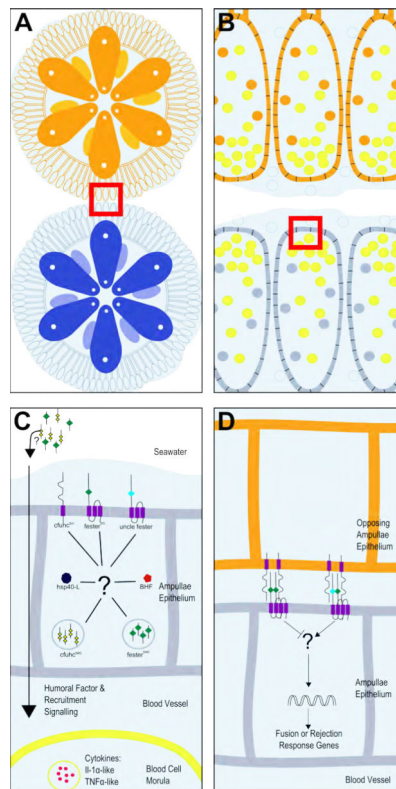 A
B
C
Seawater
?
cfuhc
fester
uncle fester
hsp40-L
?
BHF
Ampullae
Epithelium
cfuhc
fester
Humoral Factor &
Recruitment
Signalling
Blood Vessel
Cytokines:
Il-1α-like
TNFα-like
Blood Cell
Morula
D
Opposing
Ampullae
Epithelium
?
Ampullae
Epithelium
Fusion or Rejection
Response Genes
Blood Vessel